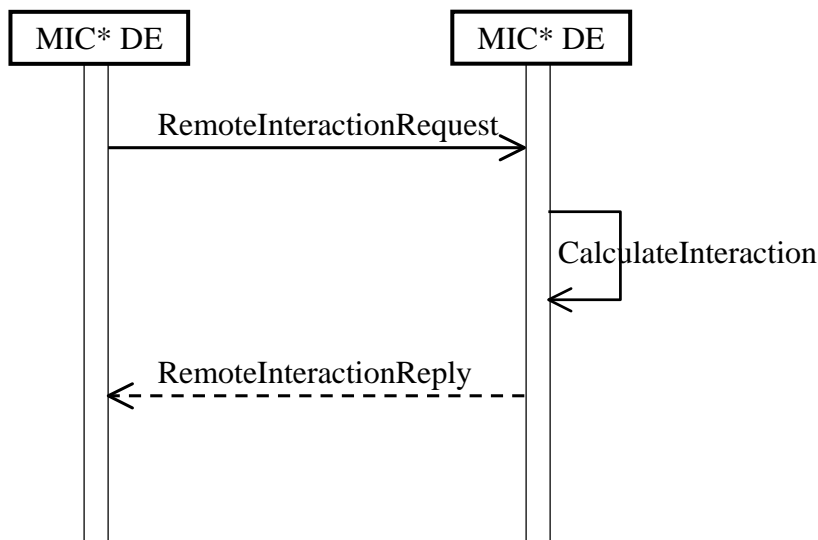 MIC* DE
MIC* DE
RemoteInteractionRequest
CalculateInteraction
RemoteInteractionReply